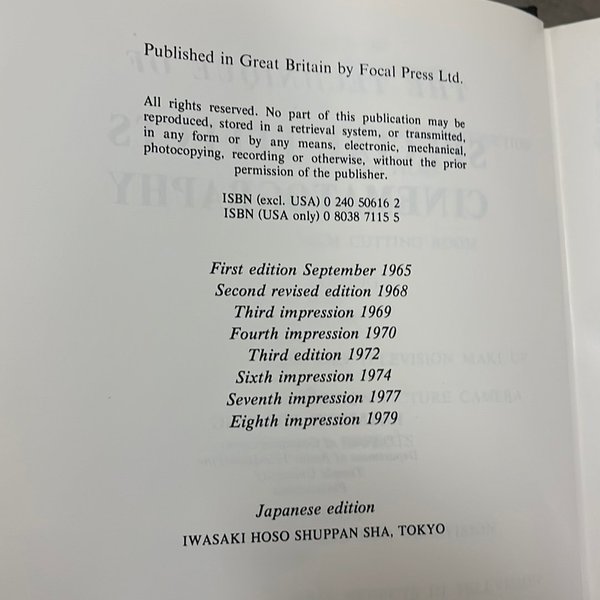 Published in Great Britain by Focal Press Ltd.
All rights reserved. No part of this publication may be
reproduced, stored in a retrieval system, or transmitted,
in any form or by any means, electronic, mechanical,
photocopying, recording or otherwise, without the prior
permission of the publisher.
ISBN (excl. USA) 0 240 50616 2
ISBN (USA only) 0 8038 7115 5
First edition September 1965
Second revised edition 1968
Third impression 1969
Fourth impression 1970
Third edition 1972
Sixth impression 1974
Seventh impression 1977
Eighth impression 1979
Japanese edition
IWASAKI HOSO SHUPPAN SHA, TOKYO